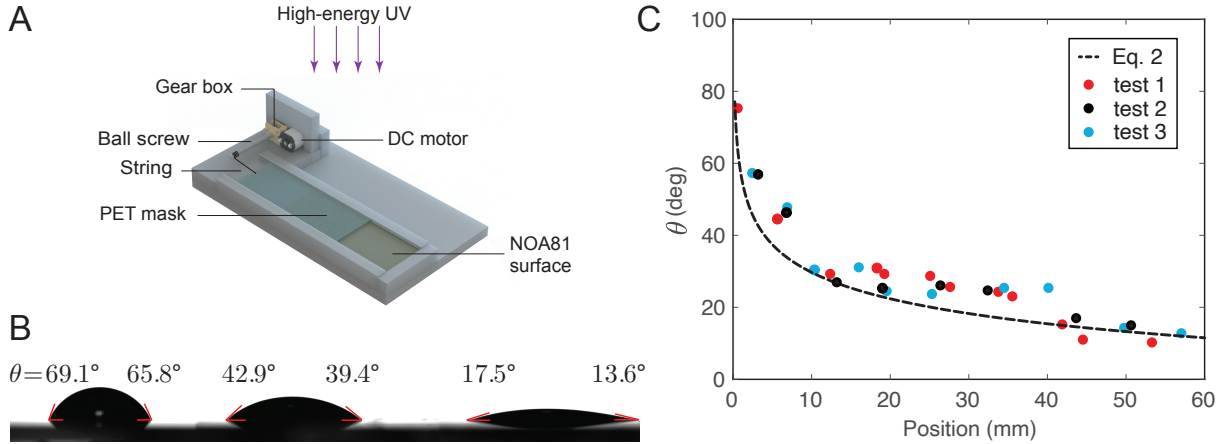 A
High-energy UV
Gear box
Ball screw
DC motor
String
PET mask
NOA81
surface
B
θ=69.1° 65.8° 42.9° 39.4° 17.5° 13.6°
C
100
80
60
40
20
0
θ (deg)
0 10 20 30 40 50 60
Position (mm)
Eq. 2
test 1
test 2
test 3